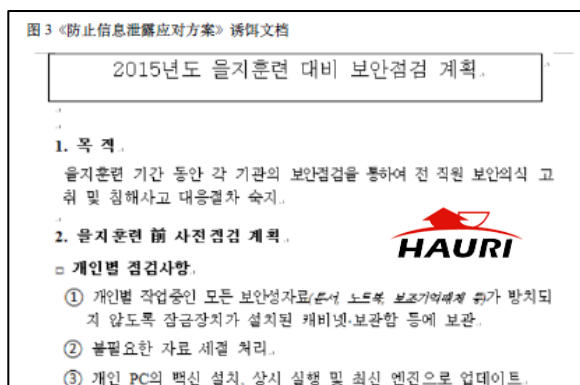 图 3《防止信息泄露应对方案》诱饵文档
2015년도 을지훈련 대비 보안점검 계획
1. 목 적
을지훈련 기간 동안 각 기관의 보안점검을 통하여 전 직원 보안의식 고
취 및 침해사고 대응절차 숙지
2. 을지훈련 前 사전점검 계획
HAURI
□ 개인별 점검사항
① 개인별 작업중인 모든 보안성자료(문서, 노트북, 보조기억매체 등)가 방치되
지 않도록 잠금장치가 설치된 캐비넷·보관함 등에 보관
② 불필요한 자료 세절 처리
③ 개인 PC의 백신 설치, 상시 실행 및 최신 엔진으로 업데이트